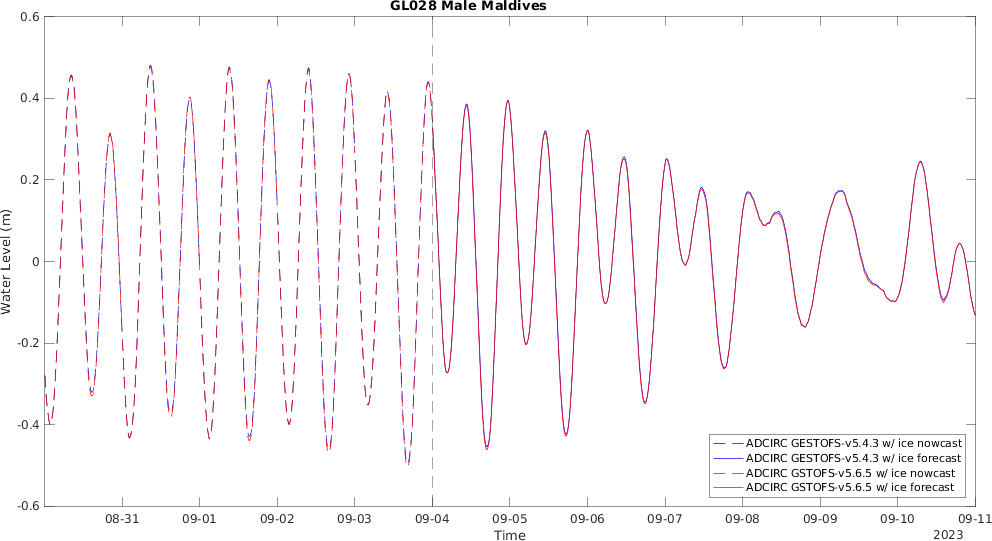 GL028 Male Maldives
0.6
0.4
0.2
0
-0.2
-0.4
-0.6
Water Level (m)
ADCIRC GESTOFS-v5.4.3 w/ ice nowcast
ADCIRC GESTOFS-v5.4.3 w/ ice forecast
ADCIRC GSTOFS-v5.6.5 w/ ice nowcast
ADCIRC GSTOFS-v5.6.5 w/ ice forecast
08-31 09-01 09-02 09-03 09-04 09-05 09-06 09-07 09-08 09-09 09-10 09-11
Time
2023